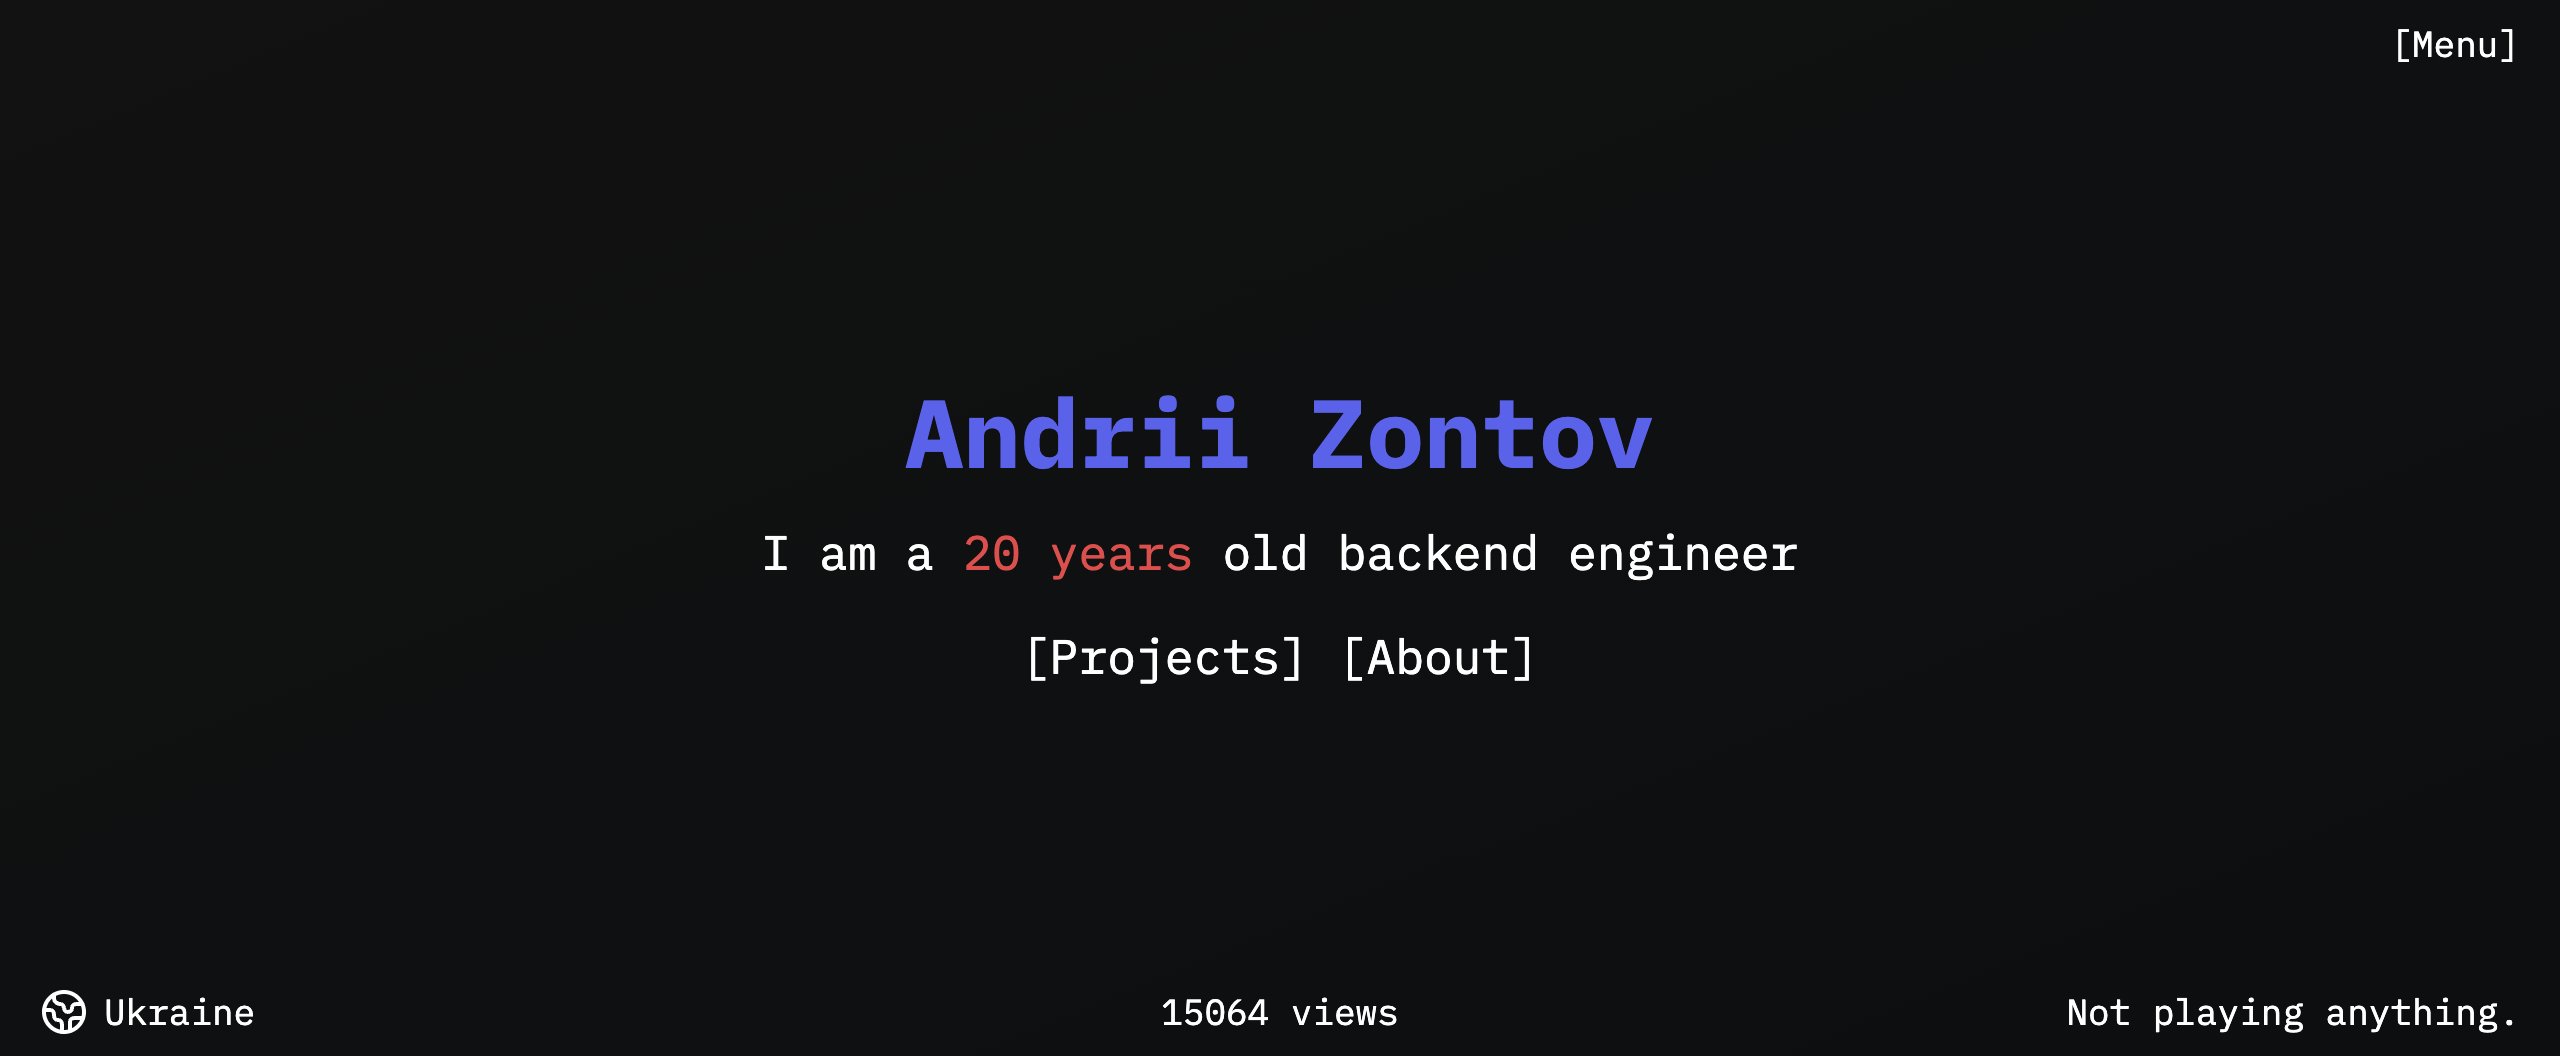 [Menu]
Andrii Zontov
I am a 20 years old backend engineer
[Projects] [About]
Ukraine
15064 views
Not playing anything.